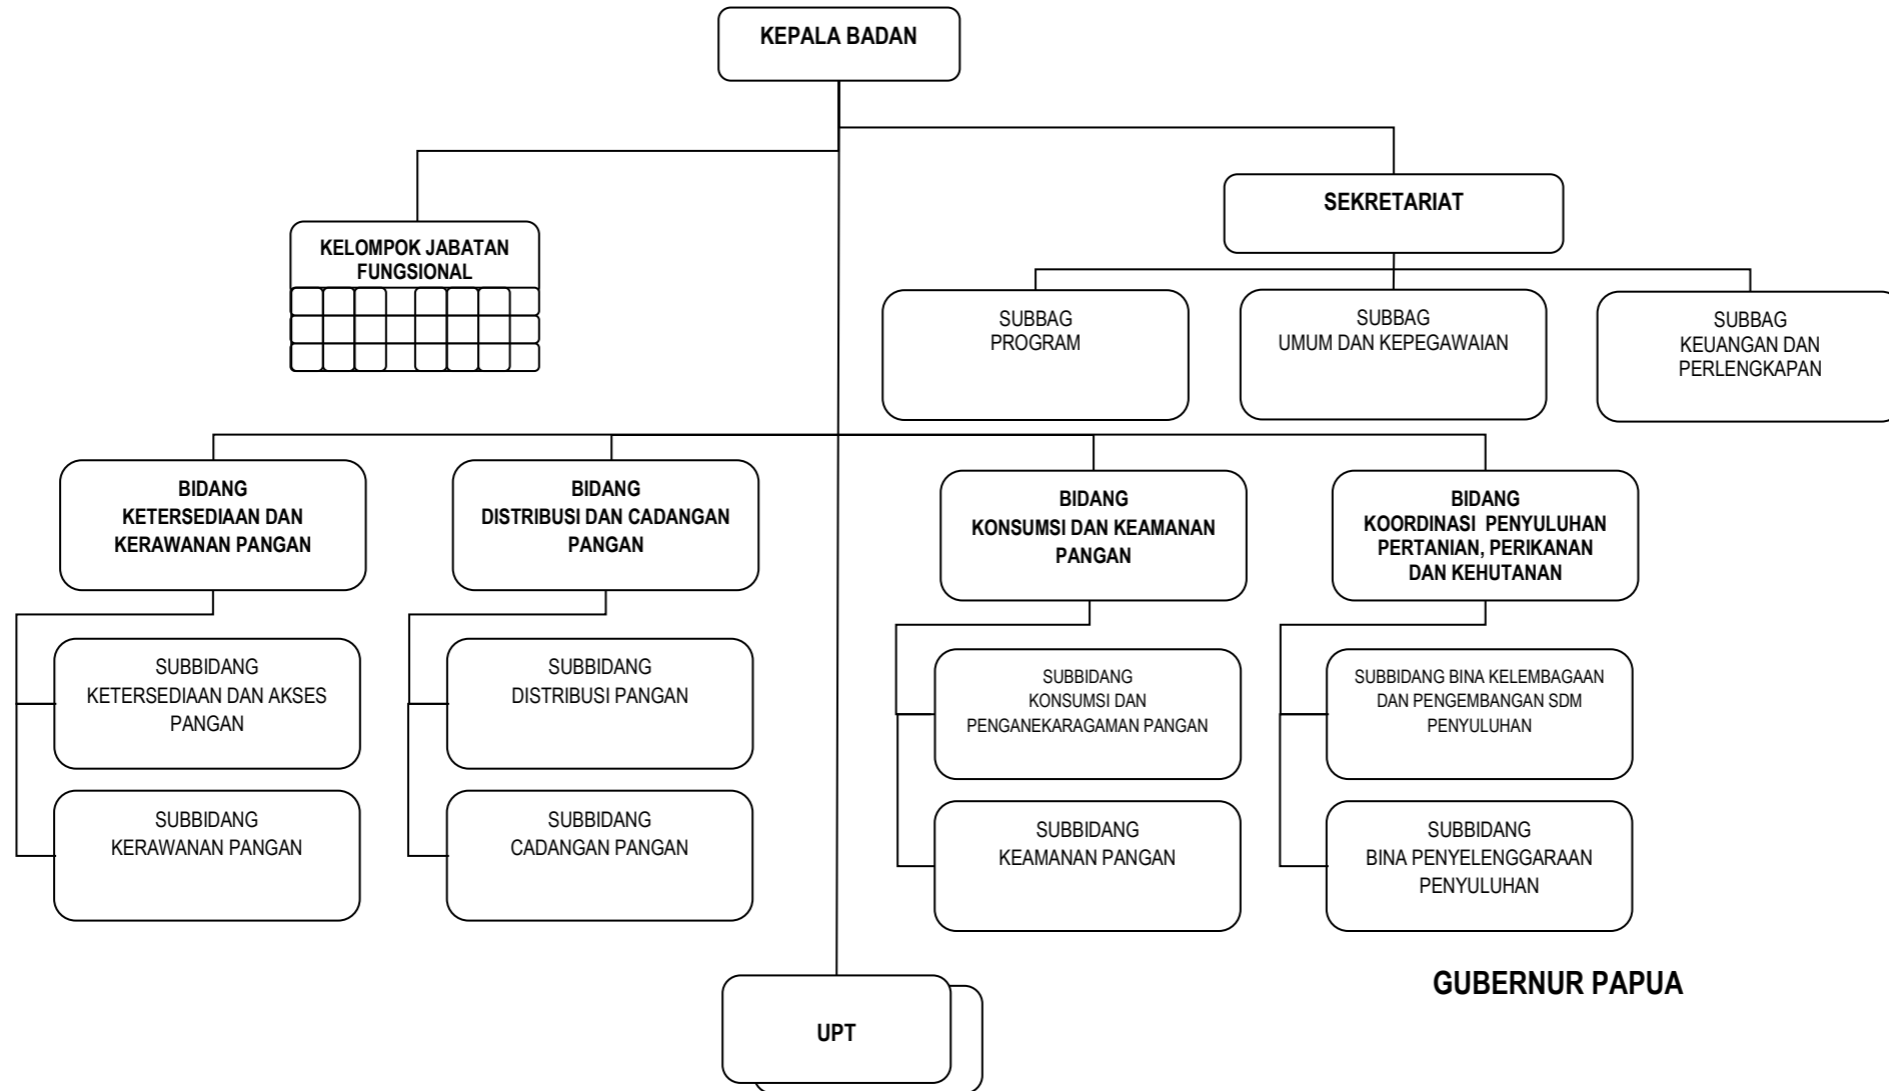 KEPALA BADAN
SEKRETARIAT
KELOMPOK JABATAN
FUNGSIONAL
SUBBAG
PROGRAM
SUBBAG
UMUM DAN KEPEGAWAIAN
SUBBAG
KEUANGAN DAN
PERLENGKAPAN
BIDANG
KETERSEDIAAN DAN
KERAWANAN PANGAN
BIDANG
DISTRIBUSI DAN CADANGAN
PANGAN
BIDANG
KONSUMSI DAN KEAMANAN
PANGAN
BIDANG
KOORDINASI PENYULUHAN
PERTANIAN, PERIKANAN
DAN KEHUTANAN
SUBBIDANG
KETERSEDIAAN DAN AKSES
PANGAN
SUBBIDANG
DISTRIBUSI PANGAN
SUBBIDANG
KONSUMSI DAN
PENGANEKARAGAMAN PANGAN
SUBBIDANG BINA KELEMBAGAAN
DAN PENGEMBANGAN SDM
PENYULUHAN
SUBBIDANG
KERAWANAN PANGAN
SUBBIDANG
CADANGAN PANGAN
SUBBIDANG
KEAMANAN PANGAN
SUBBIDANG
BINA PENYELENGGARAAN
PENYULUHAN
GUBERNUR PAPUA
UPT